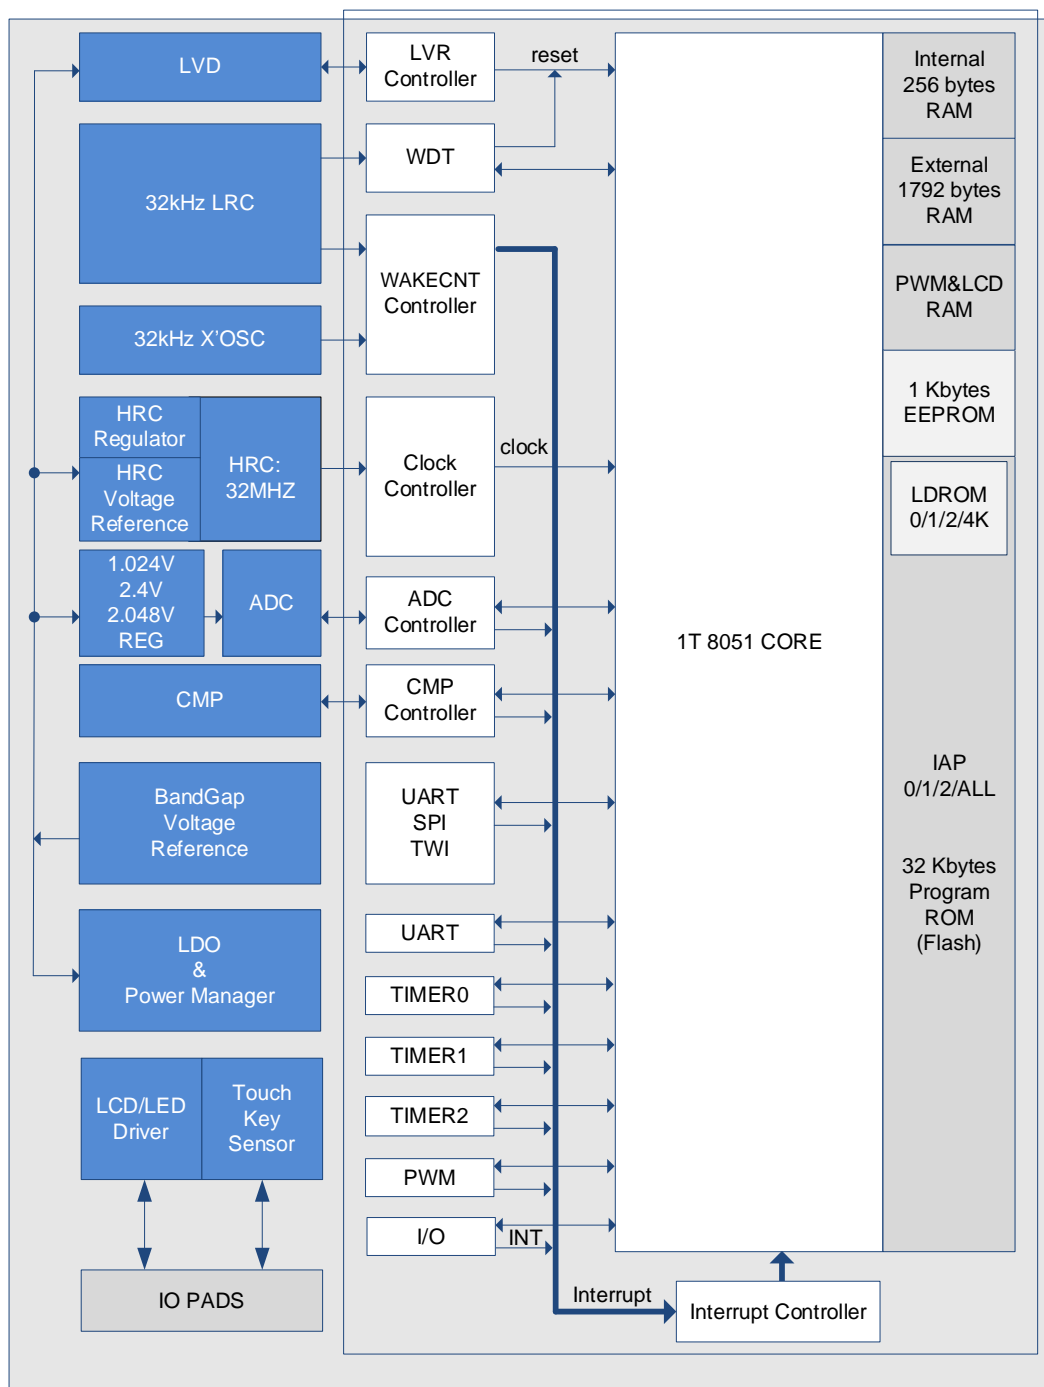 LVD
LVR
Controller
reset
32kHz LRC
WDT
WAKECNT
Controller
32kHz X'OSC
HRC
Regulator
HRC
Voltage
Reference
HRC:
32MHZ
Clock
Controller
clock
1.024V
2.4V
2.048V
REG
ADC
ADC
Controller
CMP
CMP
Controller
BandGap
Voltage
Reference
UART
SPI
TWI
LDO
&
Power Manager
UART
TIMER0
TIMER1
TIMER2
PWM
I/O
INT
LCD/LED
Driver
Touch
Key
Sensor
IO PADS
Interrupt
Interrupt Controller
1T 8051 CORE
Internal
256 bytes
RAM
External
1792 bytes
RAM
PWM&LCD
RAM
1 Kbytes
EEPROM
LDROM
0/1/2/4K
IAP
0/1/2/ALL
32 Kbytes
Program
ROM
(Flash)